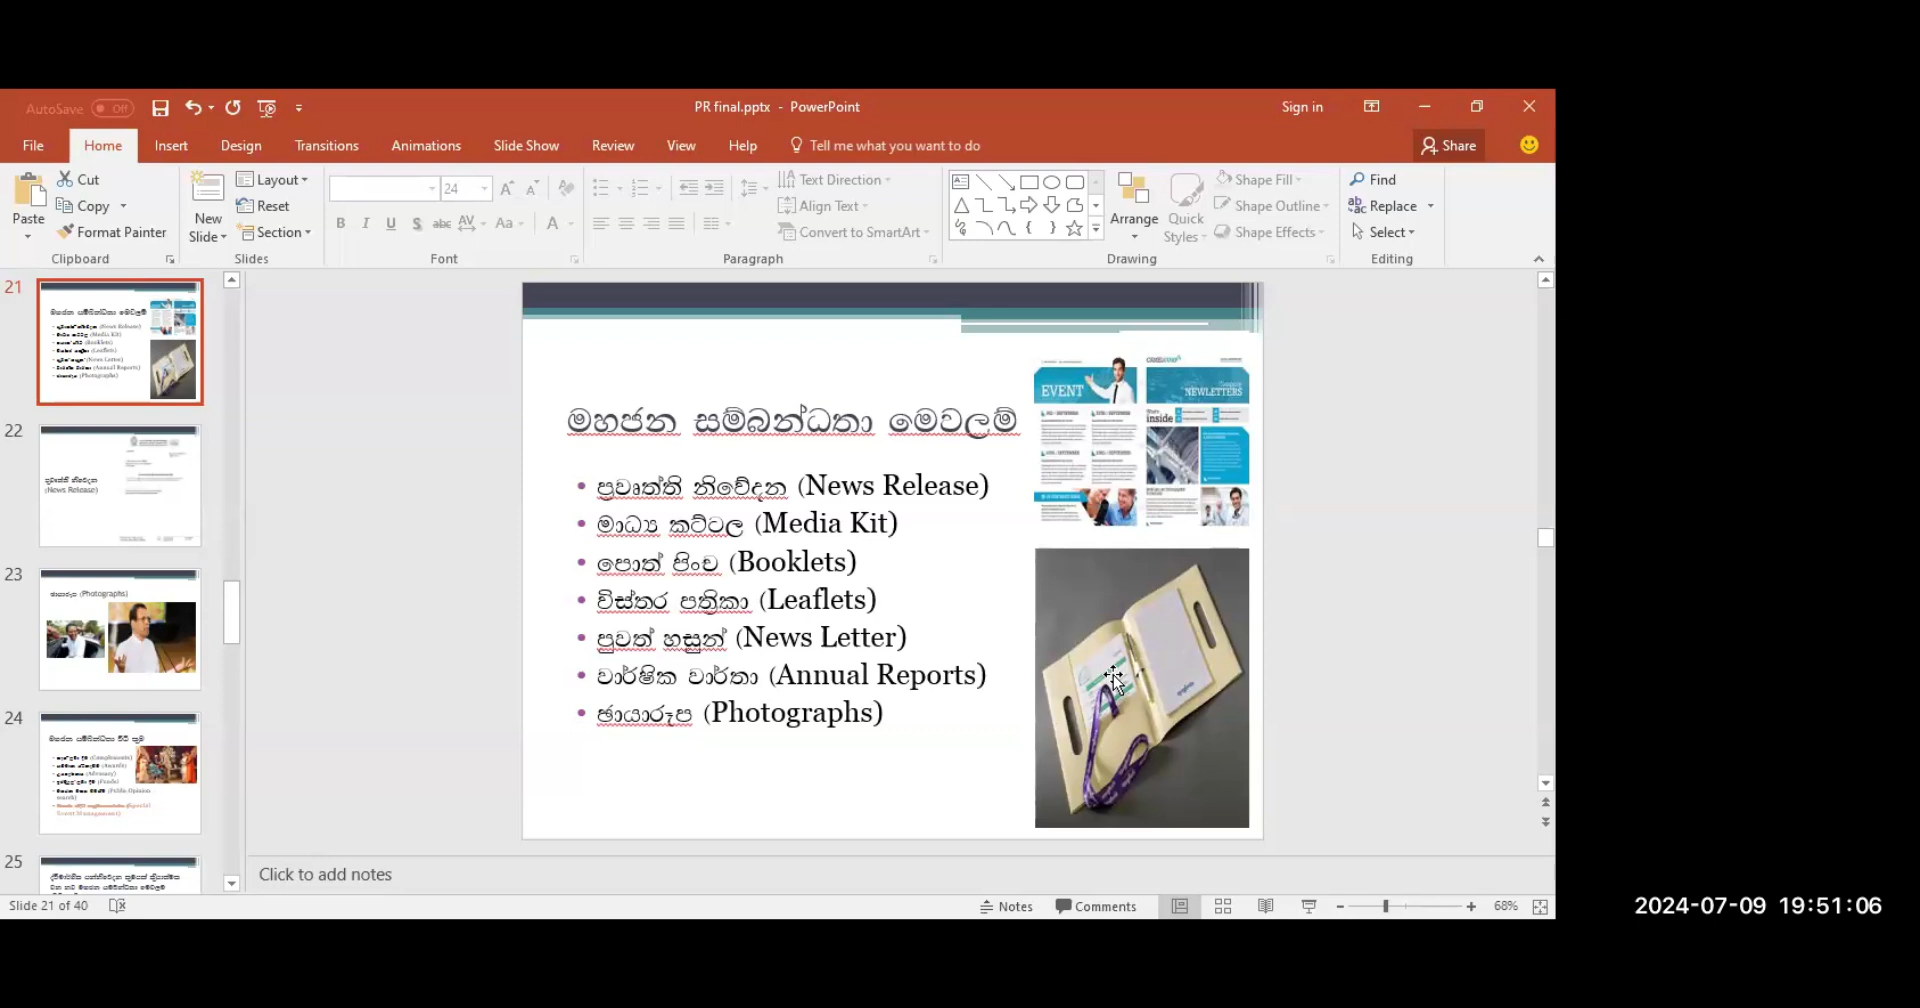 AutoSave Off
PR final.pptx - PowerPoint
Sign in
File Home Insert Design Transitions Animations Slide Show Review View Help Tell me what you want to do
Share
Paste
Cut
Copy
Format Painter
Clipboard
New Slide
Layout
Reset
Section
Slides
24
Font
Text Direction
Align Text
Convert to SmartArt
Paragraph
Arrange
Quick Styles
Shape Fill
Shape Outline
Shape Effects
Drawing
Find
Replace
Select
Editing
21
22
(News Release)
23
(Photographs)
24
25
මහජන සම්බන්ධතා මෙවලම්
• ප්‍රවෘත්ති නිවේදන (News Release)
• මාධ්‍ය කට්ටල (Media Kit)
• පොත් පිංච (Booklets)
• විස්තර පත්‍රිකා (Leaflets)
• පුවත් හසුන් (News Letter)
• වාර්ෂික වාර්තා (Annual Reports)
• ඡායාරූප (Photographs)
EVENT
NEWLETTERS
inside
Click to add notes
Slide 21 of 40
Notes
Comments
68%
2024-07-09 19:51:06